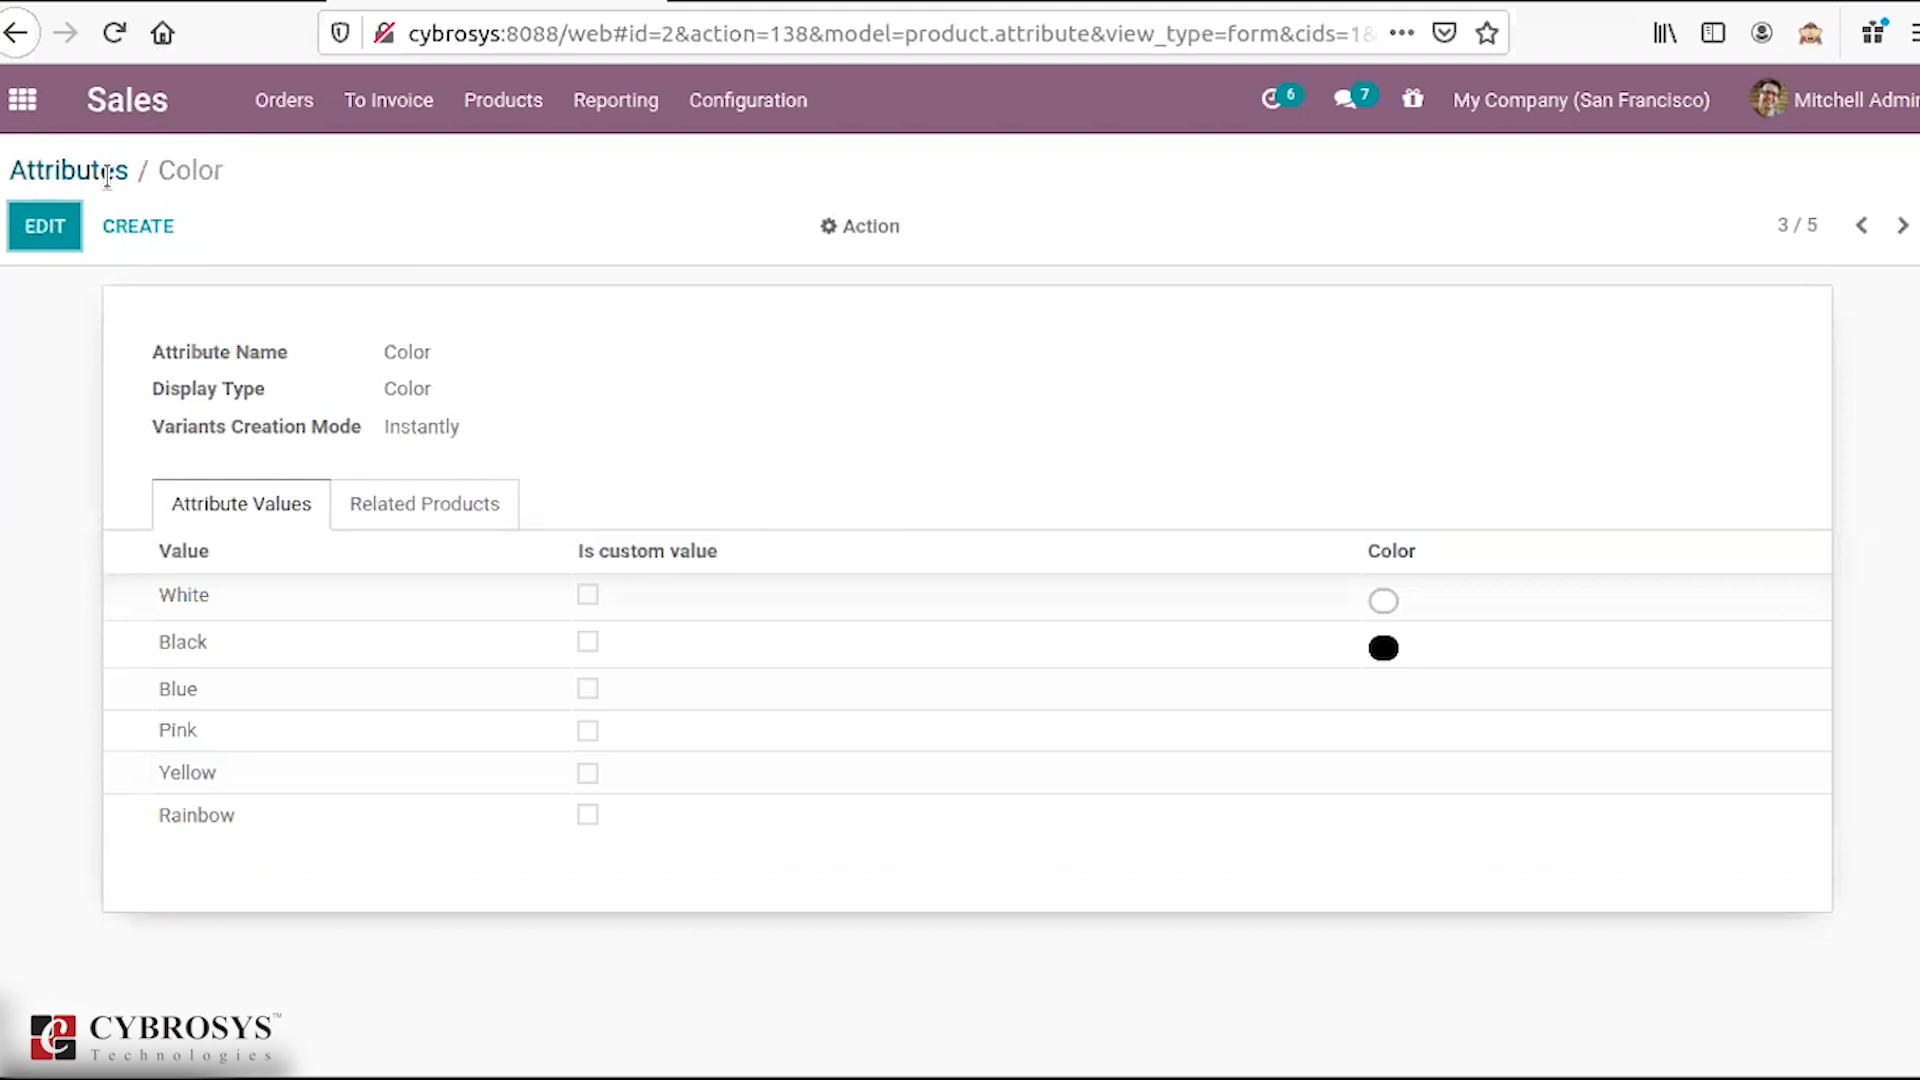 cybrosys:8088/web#id=2&action=138&model=product.attribute&view_type=form&cids=1&
Sales
Orders
To Invoice
Products
Reporting
Configuration
6
7
My Company (San Francisco)
Mitchell Admin
Attributes / Color
EDIT
CREATE
Action
3 / 5
Attribute Name
Color
Display Type
Color
Variants Creation Mode
Instantly
Attribute Values
Related Products
Value
Is custom value
Color
White
Black
Blue
Pink
Yellow
Rainbow
CYBROSYS™
Technologies